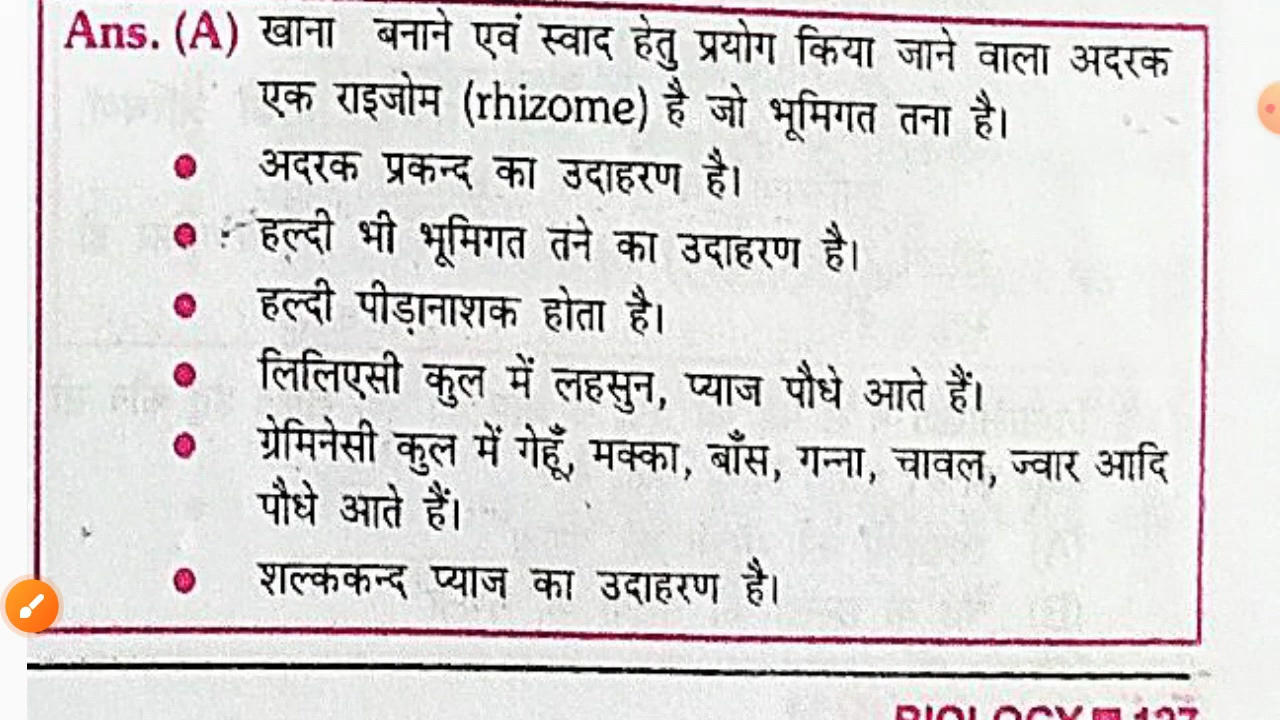 Ans. (A) खाना बनाने एवं स्वाद हेतु प्रयोग किया जाने वाला अदरक
एक राइजोम (rhizome) है जो भूमिगत तना है।
अदरक प्रकन्द का उदाहरण है।
हल्दी भी भूमिगत तने का उदाहरण है।
हल्दी पीड़ानाशक होता है।
लिलिएसी कुल में लहसुन, प्याज पौधे आते हैं।
ग्रेमिनेसी कुल में गेहूँ, मक्का, बाँस, गन्ना, चावल, ज्वार आदि
पौधे आते हैं।
शल्ककन्द प्याज का उदाहरण है।
BIOLOGY